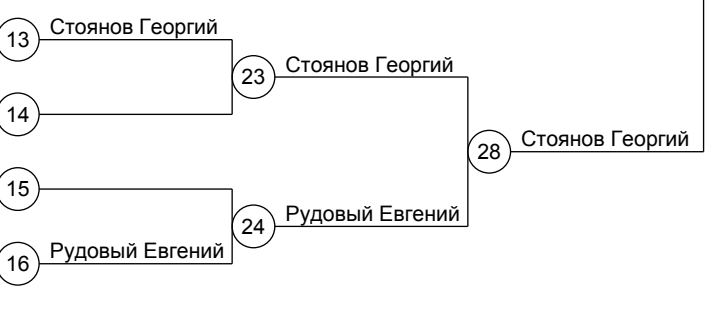 13 Стоянов Георгий
23 Стоянов Георгий
14
28 Стоянов Георгий
15
24 Рудовый Евгений
16 Рудовый Евгений